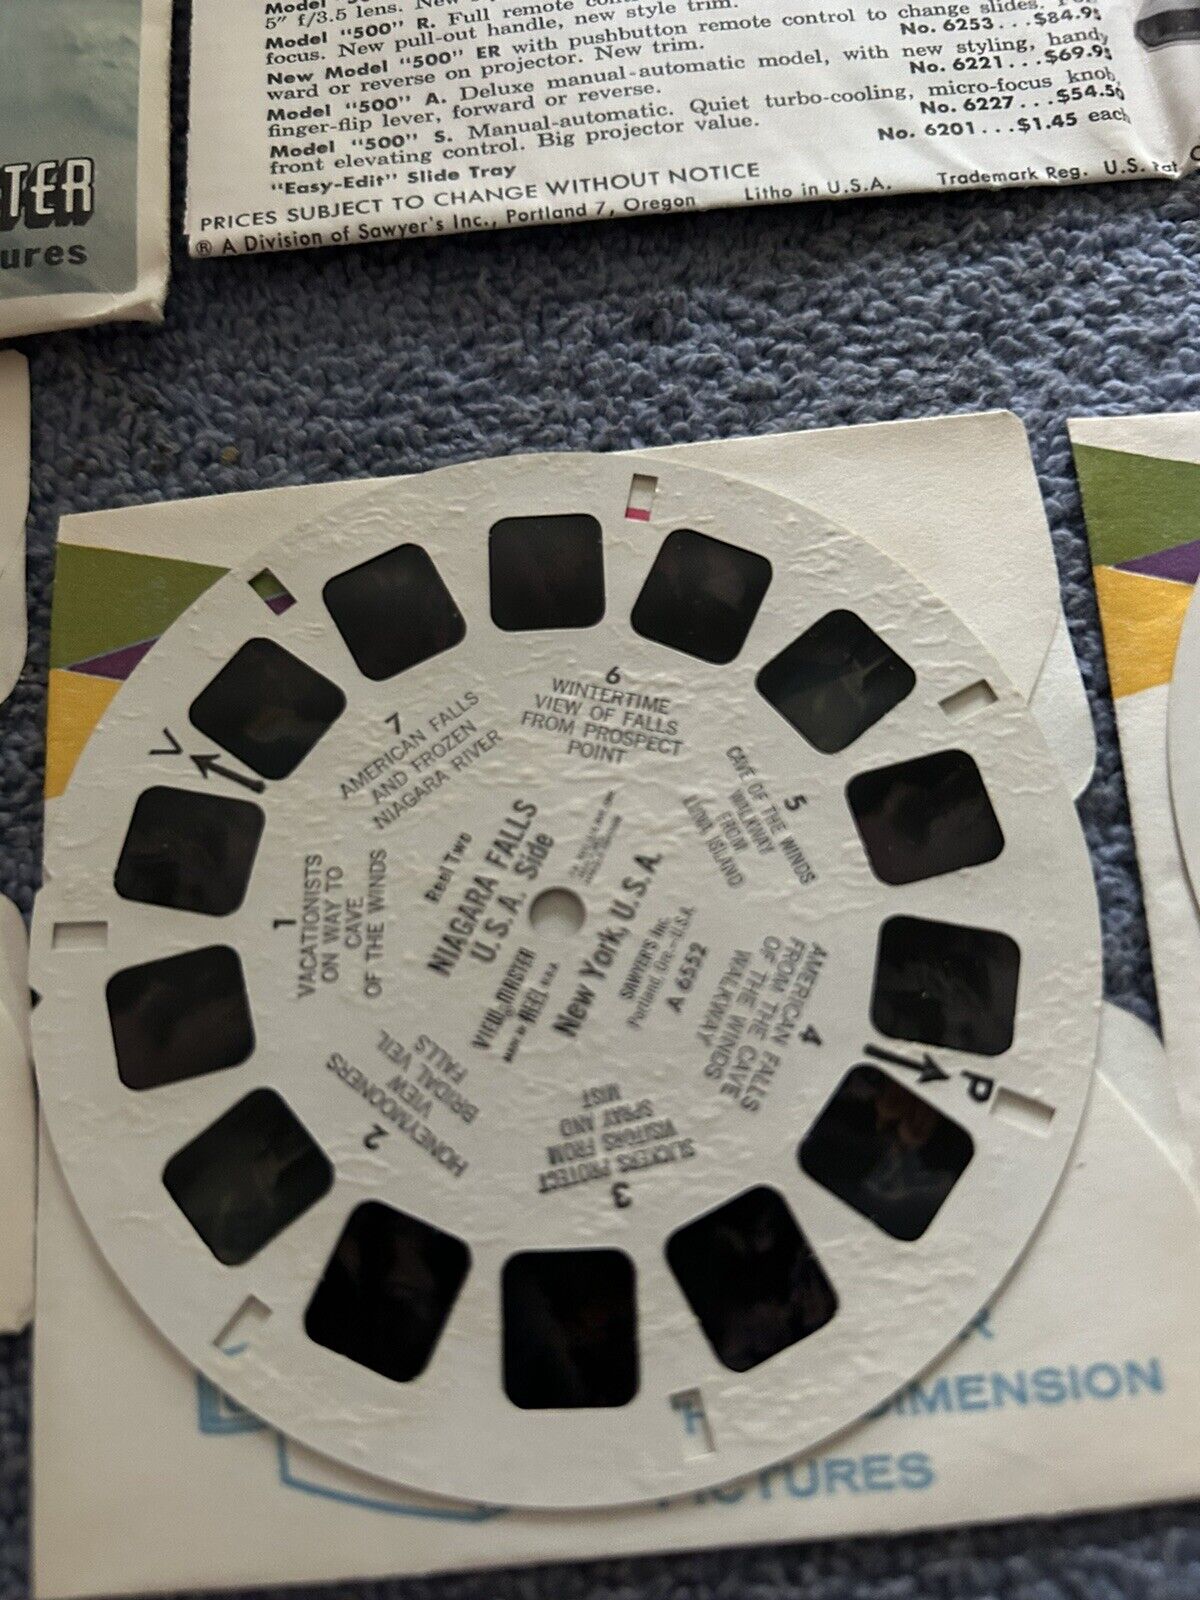 TER
ures
5" f/3.5 lens. New
Model "500" R. Full remote
focus. New pull-out handle, new style trim.
New Model "500" ER with pushbutton remote control to change slides.
ward or reverse on projector. New trim.
No. 6253...$84.95
Model "500" A. Deluxe manual-automatic model, with new styling, handy
finger-flip lever, forward or reverse.
No. 6221...$69.95
Model "500" S. Manual-automatic. Quiet turbo-cooling, micro-focus knob,
front elevating control. Big projector value.
No. 6227...$54.50
"Easy-Edit" Slide Tray
No. 6201...$1.45 each
PRICES SUBJECT TO CHANGE WITHOUT NOTICE
® A Division of Sawyer's Inc., Portland 7, Oregon
Litho in U.S.A.
Trademark Reg. U.S. Pat.
V
P
1
VACATIONISTS
ON WAY TO
CAVE
OF THE WINDS
2
HONEYMOONERS
VIEW
BRIDAL VEIL
FALLS
3
SLICKERS PROTECT
VISITORS FROM
SPRAY AND
MIST
4
AMERICAN FALLS
FROM THE CAVE
OF THE WINDS
WALKWAY
5
CAVE OF THE WINDS
WALKWAY
FROM
LUNA ISLAND
6
WINTERTIME
VIEW OF FALLS
FROM PROSPECT
POINT
7
AMERICAN FALLS
AND FROZEN
NIAGARA RIVER
Reel Two
NIAGARA FALLS
U.S.A. Side
VIEW-MASTER
MADE IN REEL U.S.A.
New York, U.S.A.
SAWYER'S Inc.
Portland, Ore.-U.S.A.
A 6552
IMENSION
TURES